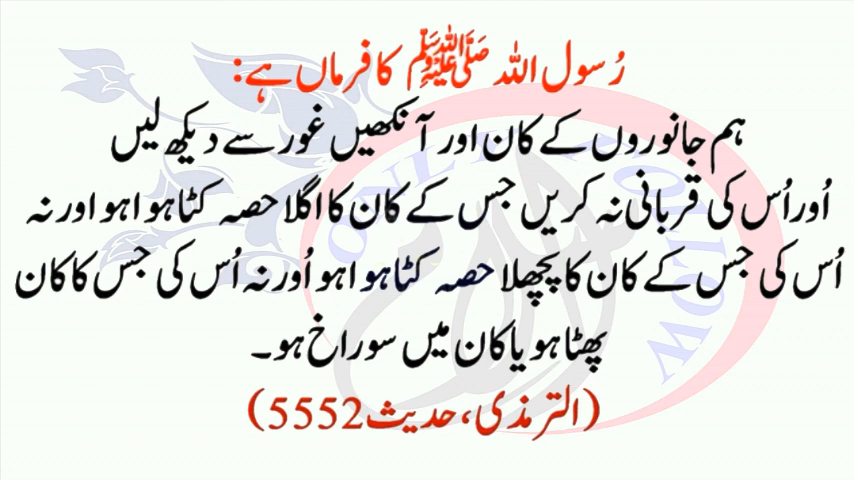 رُسول اللہ ﷺ کا فرماں ہے:
ہم جانوروں کے کان اور آنکھیں غور سے دیکھ لیں
اُور اُس کی قربانی نہ کریں جس کے کان کا اگلا حصہ کٹا ہوا ہو اور نہ
اُس کی جس کے کان کا پچھلا حصہ کٹا ہوا ہو اُور نہ اُس کی جس کا کان
پھٹا ہو یا کان میں سوراخ ہو۔
(الترمذی، حدیث 5552)